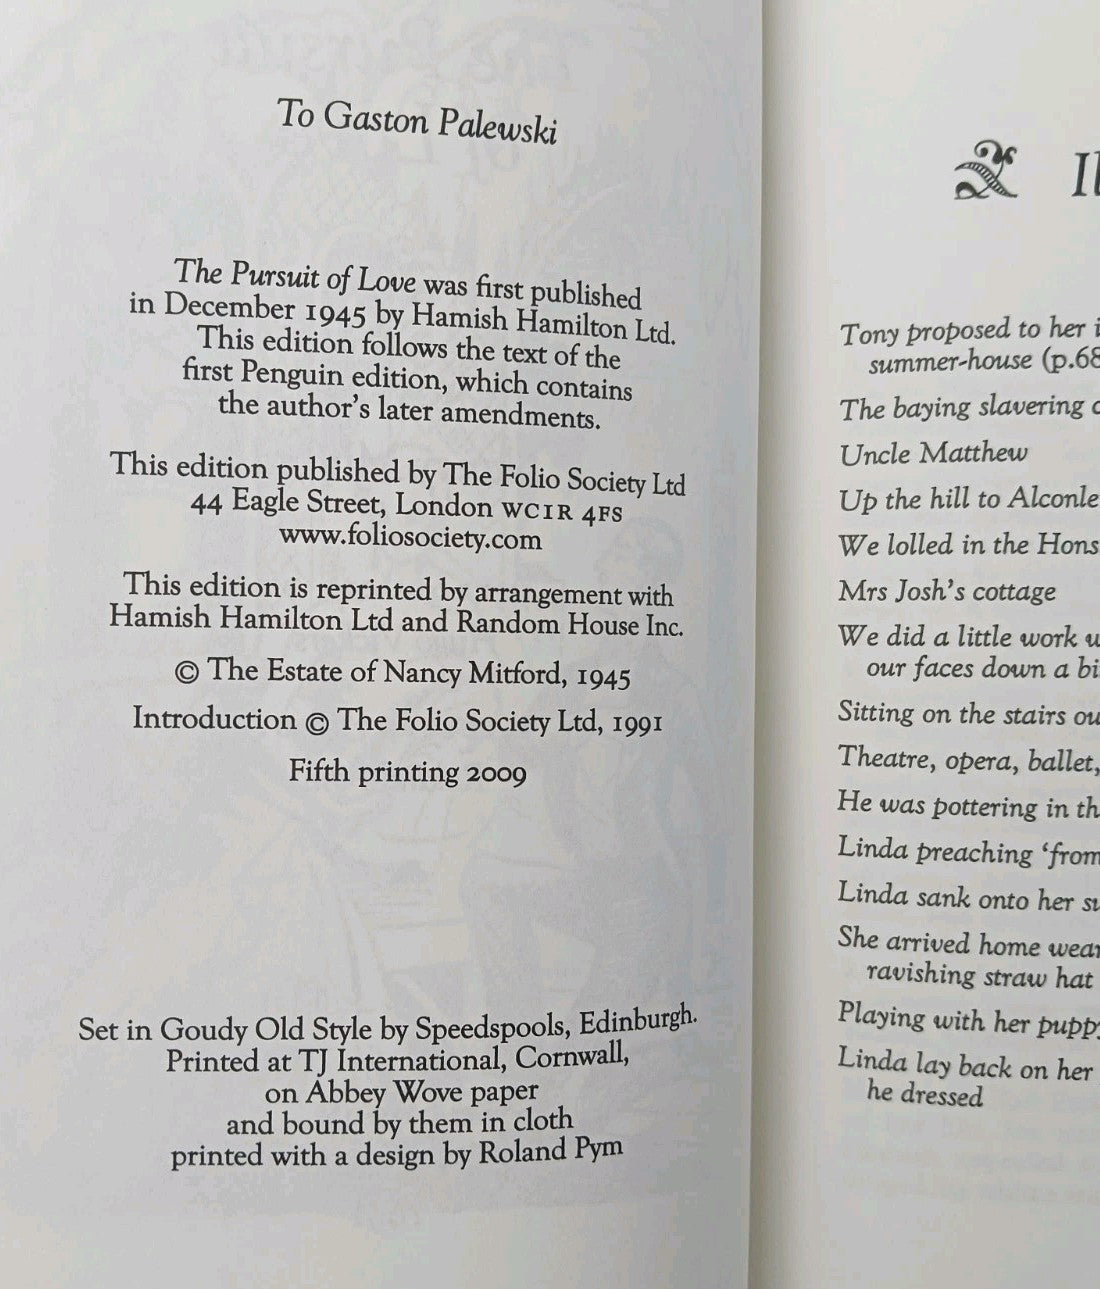 To Gaston Palewski
The Pursuit of Love was first published
in December 1945 by Hamish Hamilton Ltd.
This edition follows the text of the
first Penguin edition, which contains
the author's later amendments.
This edition published by The Folio Society Ltd
44 Eagle Street, London WC1R 4FS
www.foliosociety.com
This edition is reprinted by arrangement with
Hamish Hamilton Ltd and Random House Inc.
© The Estate of Nancy Mitford, 1945
Introduction © The Folio Society Ltd, 1991
Fifth printing 2009
Set in Goudy Old Style by Speedspools, Edinburgh.
Printed at TJ International, Cornwall,
on Abbey Wove paper
and bound by them in cloth
printed with a design by Roland Pym
Tony proposed to her
summer-house (p.68
The baying slavering
Uncle Matthew
Up the hill to
We lolled in the Hons
Mrs Josh's cottage
We did a little work
our faces down a
Sitting on the stairs
Theatre, opera, ballet,
He was pottering in
Linda preaching 'from
Linda sank onto her
She arrived home
ravishing straw hat
Playing with her
Linda lay back on her
he dressed